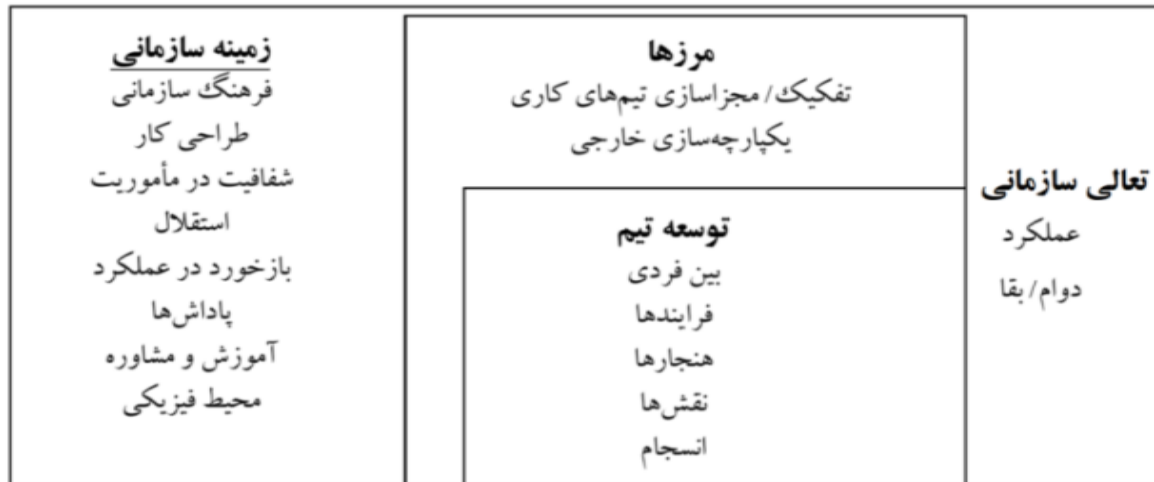 زمینه سازمانی
فرهنگ سازمانی
طراحی کار
شفافیت در مأموریت
استقلال
بازخورد در عملکرد
پاداش‌ها
آموزش و مشاوره
محیط فیزیکی
مرزها
تفکیک/ مجزاسازی تیم‌های کاری
یکپارچه‌سازی خارجی
توسعه تیم
بین فردی
فرایندها
هنجارها
نقش‌ها
انسجام
تعالی سازمانی
عملکرد
دوام/ بقا